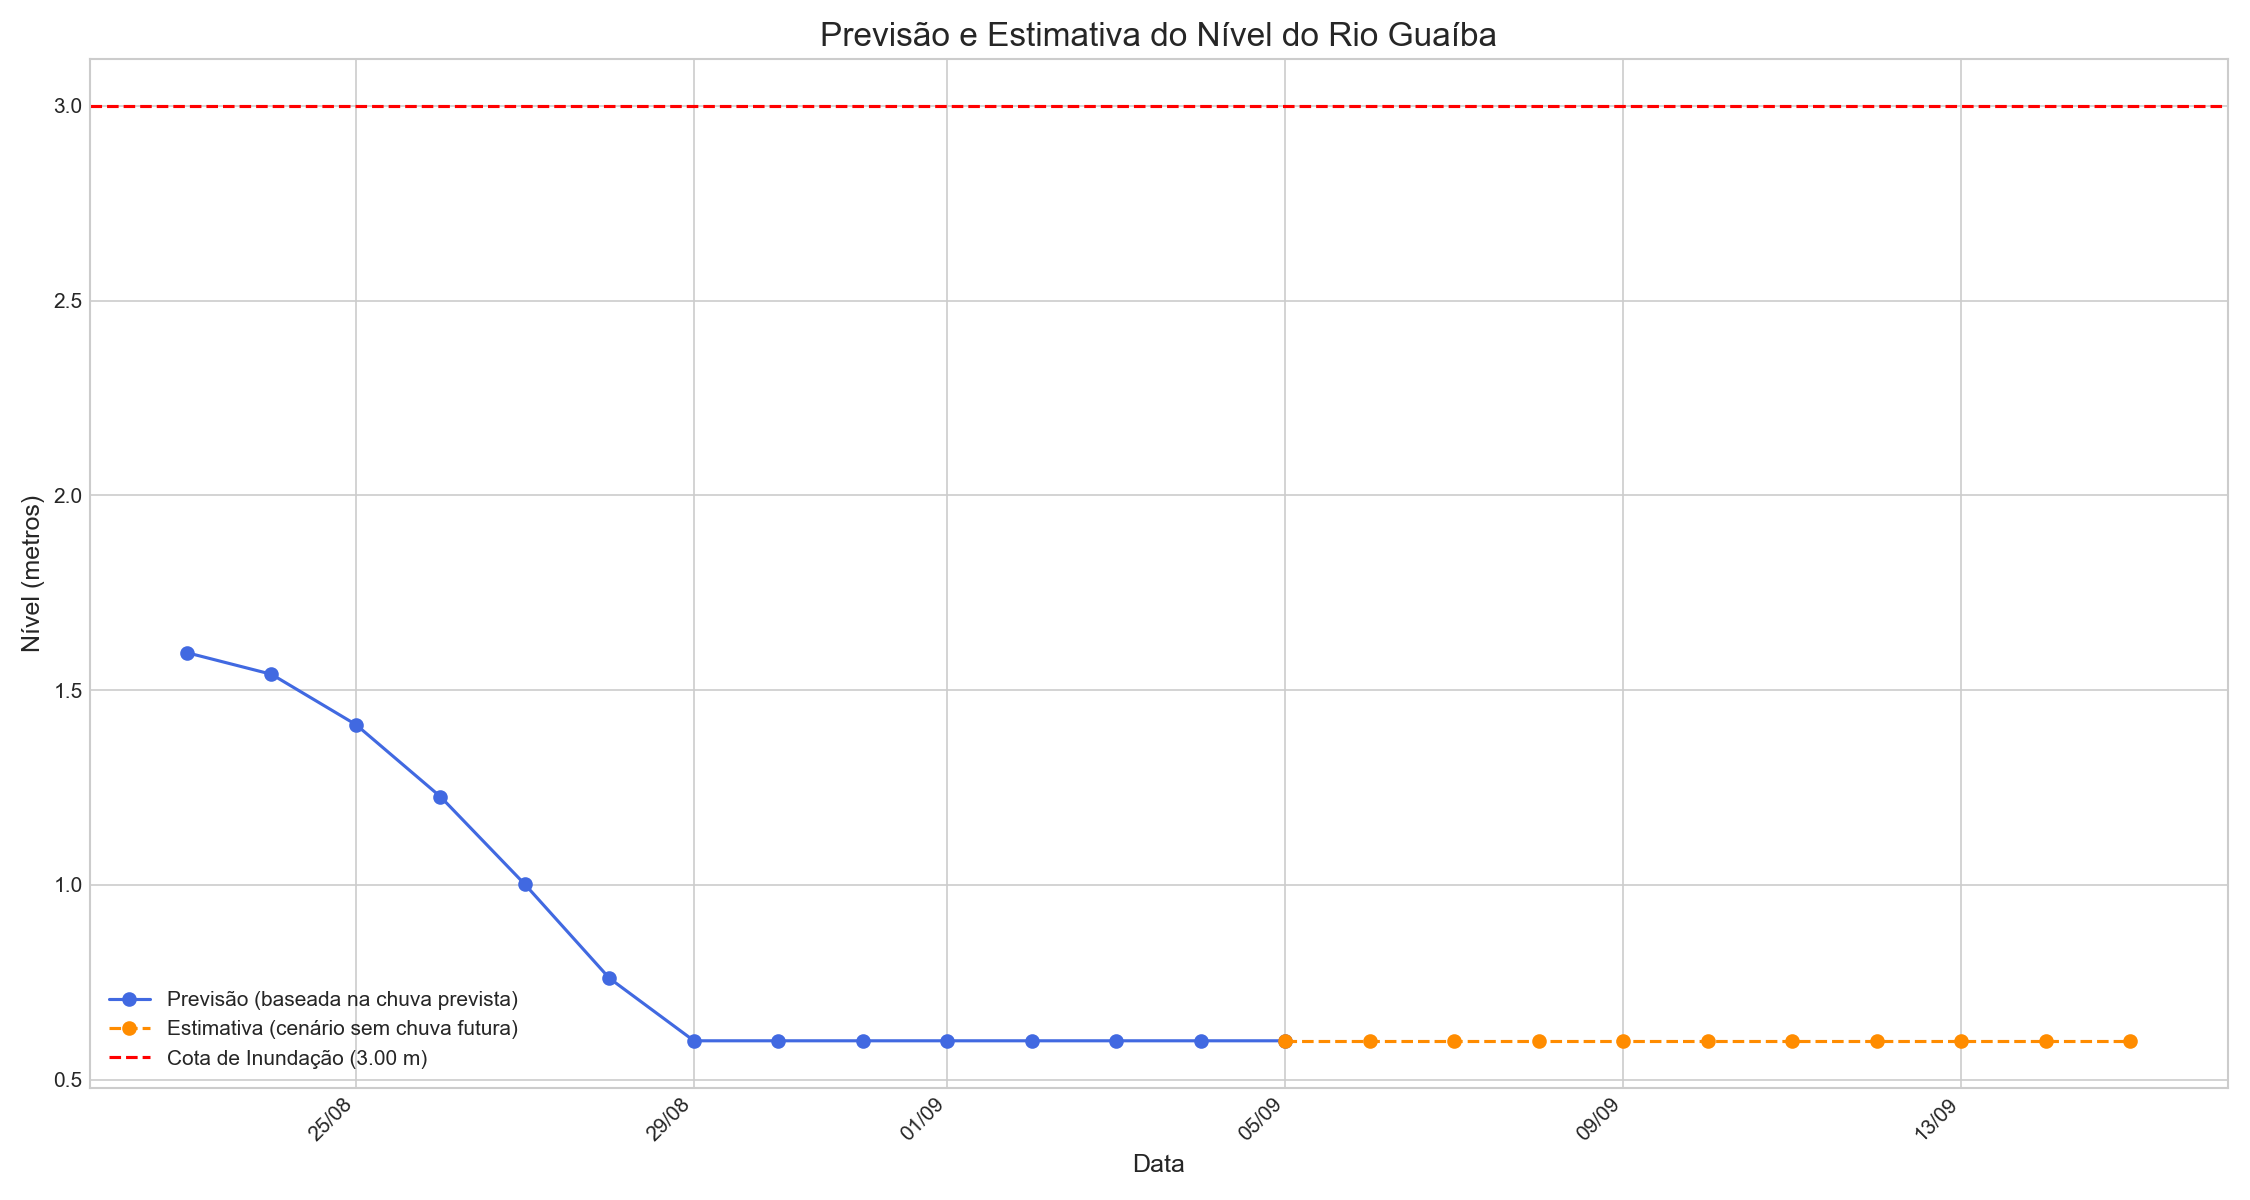 Previsão e Estimativa do Nível do Rio Guaíba
3.0
2.5
2.0
1.5
1.0
0.5
Nível (metros)
Previsão (baseada na chuva prevista)
Estimativa (cenário sem chuva futura)
Cota de Inundação (3.00 m)
25/08
29/08
01/09
05/09
09/09
13/09
Data